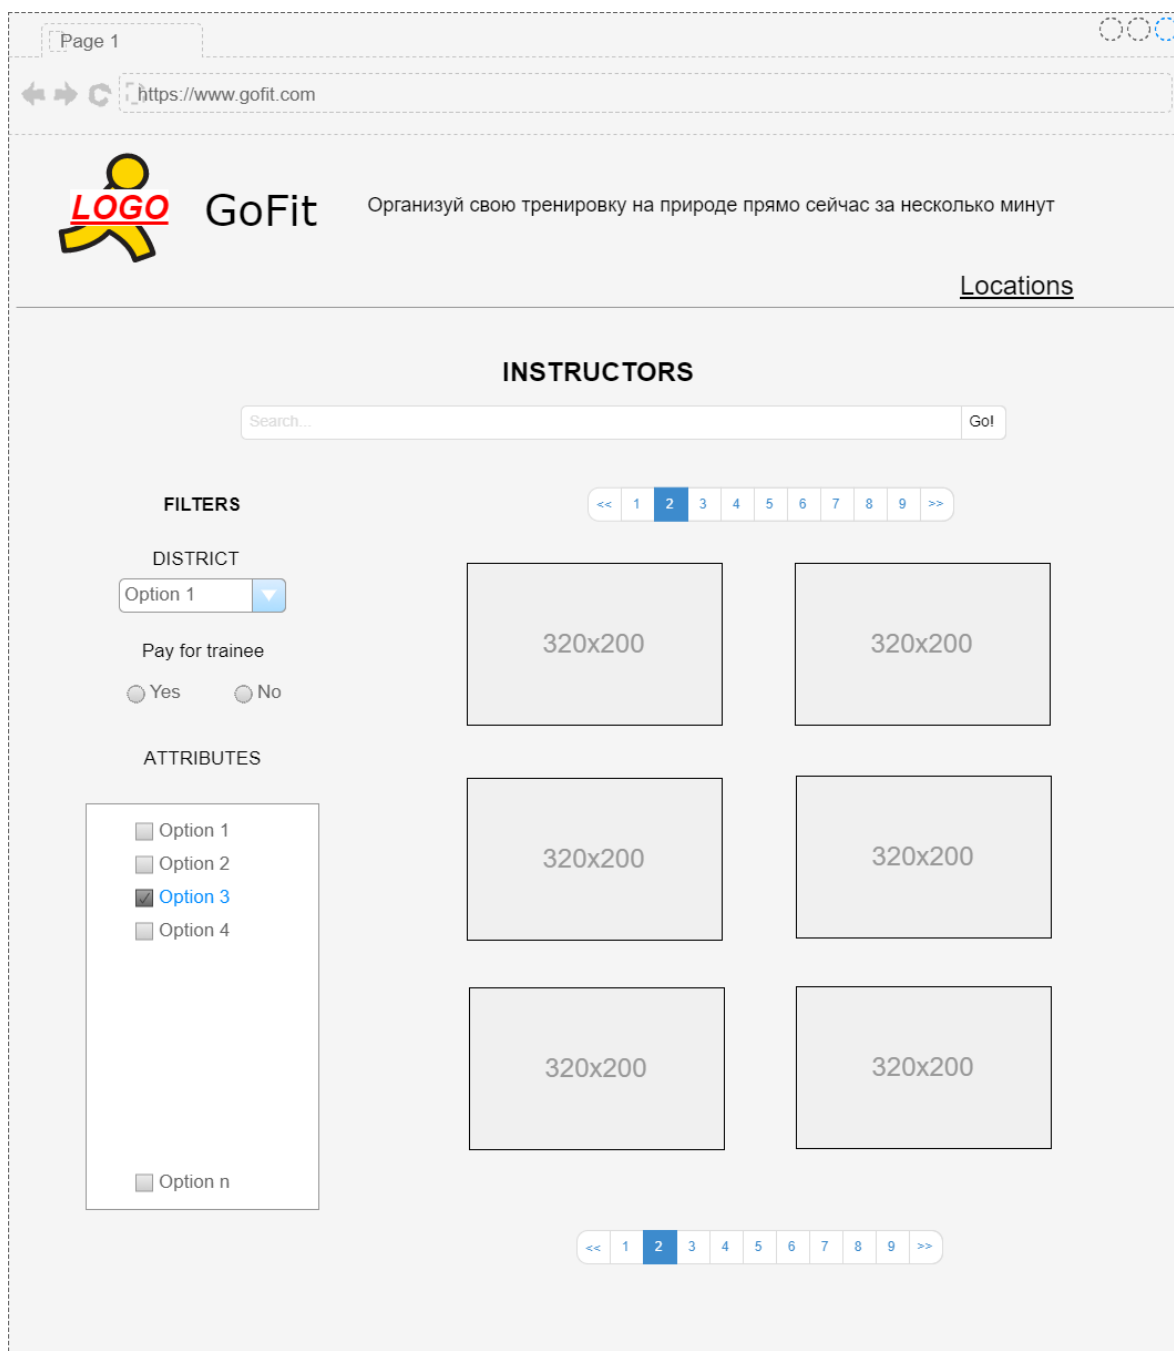 Page 1
https://www.gofit.com
LOGO
GoFit
Организуй свою тренировку на природе прямо сейчас за несколько минут
Locations
INSTRUCTORS
Search...
Go!
FILTERS
<< 1 2 3 4 5 6 7 8 9 >>
DISTRICT
Option 1
Pay for trainee
Yes No
ATTRIBUTES
Option 1
Option 2
Option 3
Option 4
Option n
320x200 320x200
320x200 320x200
320x200 320x200
<< 1 2 3 4 5 6 7 8 9 >>